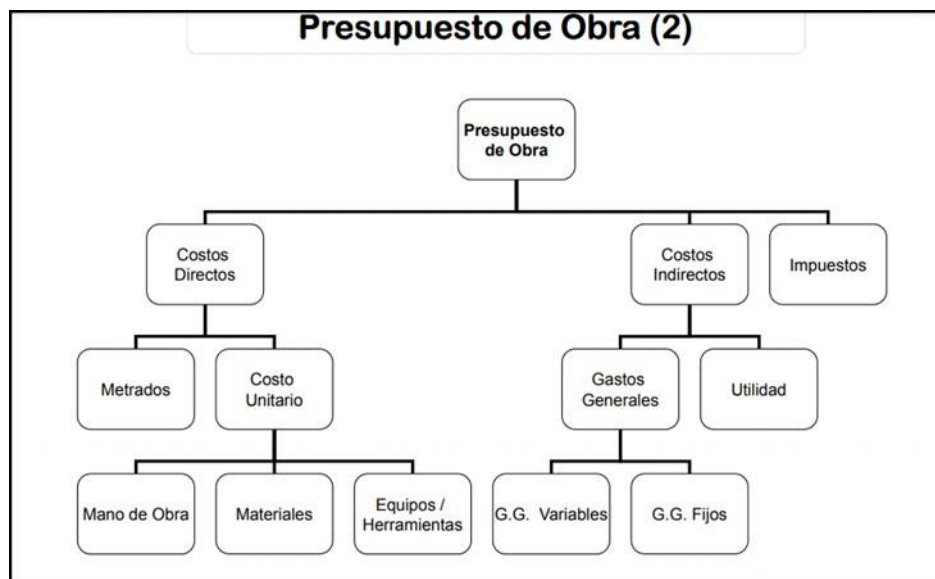 Presupuesto de Obra (2)
Presupuesto
de Obra
Costos
Directos
Costos
Indirectos
Impuestos
Metrados
Costo
Unitario
Gastos
Generales
Utilidad
Mano de Obra
Materiales
Equipos /
Herramientas
G.G. Variables
G.G. Fijos